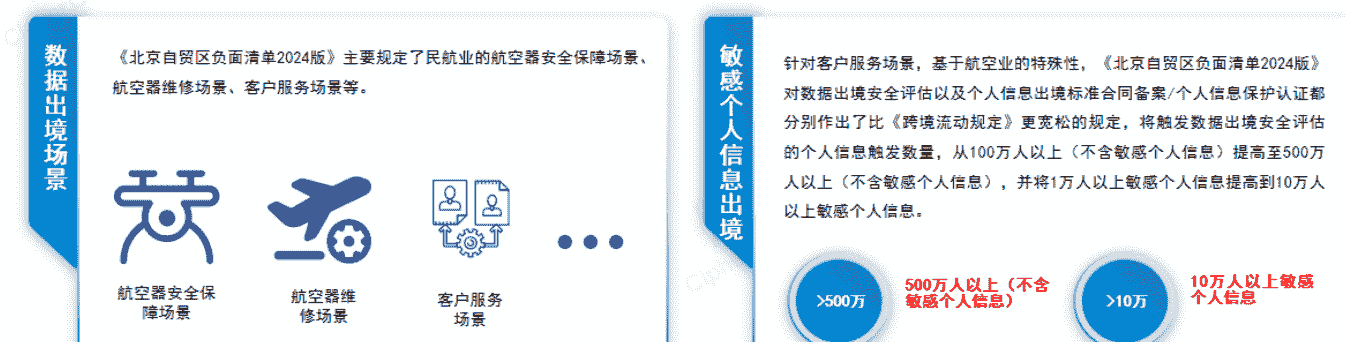 数据出境场景
《北京自贸区负面清单2024版》主要规定了民航业的航空器安全保障场景、
航空器维修场景、客户服务场景等。
航空器安全保
障场景
航空器维
修场景
客户服务
场景
敏感个人信息出境
针对客户服务场景，基于航空业的特殊性，《北京自贸区负面清单2024版》
对数据出境安全评估以及个人信息出境标准合同备案/个人信息保护认证都
分别作出了比《跨境流动规定》更宽松的规定，将触发数据出境安全评估
的个人信息触发数量，从100万人以上（不含敏感个人信息）提高至500万
人以上（不含敏感个人信息），并将1万人以上敏感个人信息提高到10万人
以上敏感个人信息。
>500万
500万人以上（不含
敏感个人信息）
>10万
10万人以上敏感
个人信息